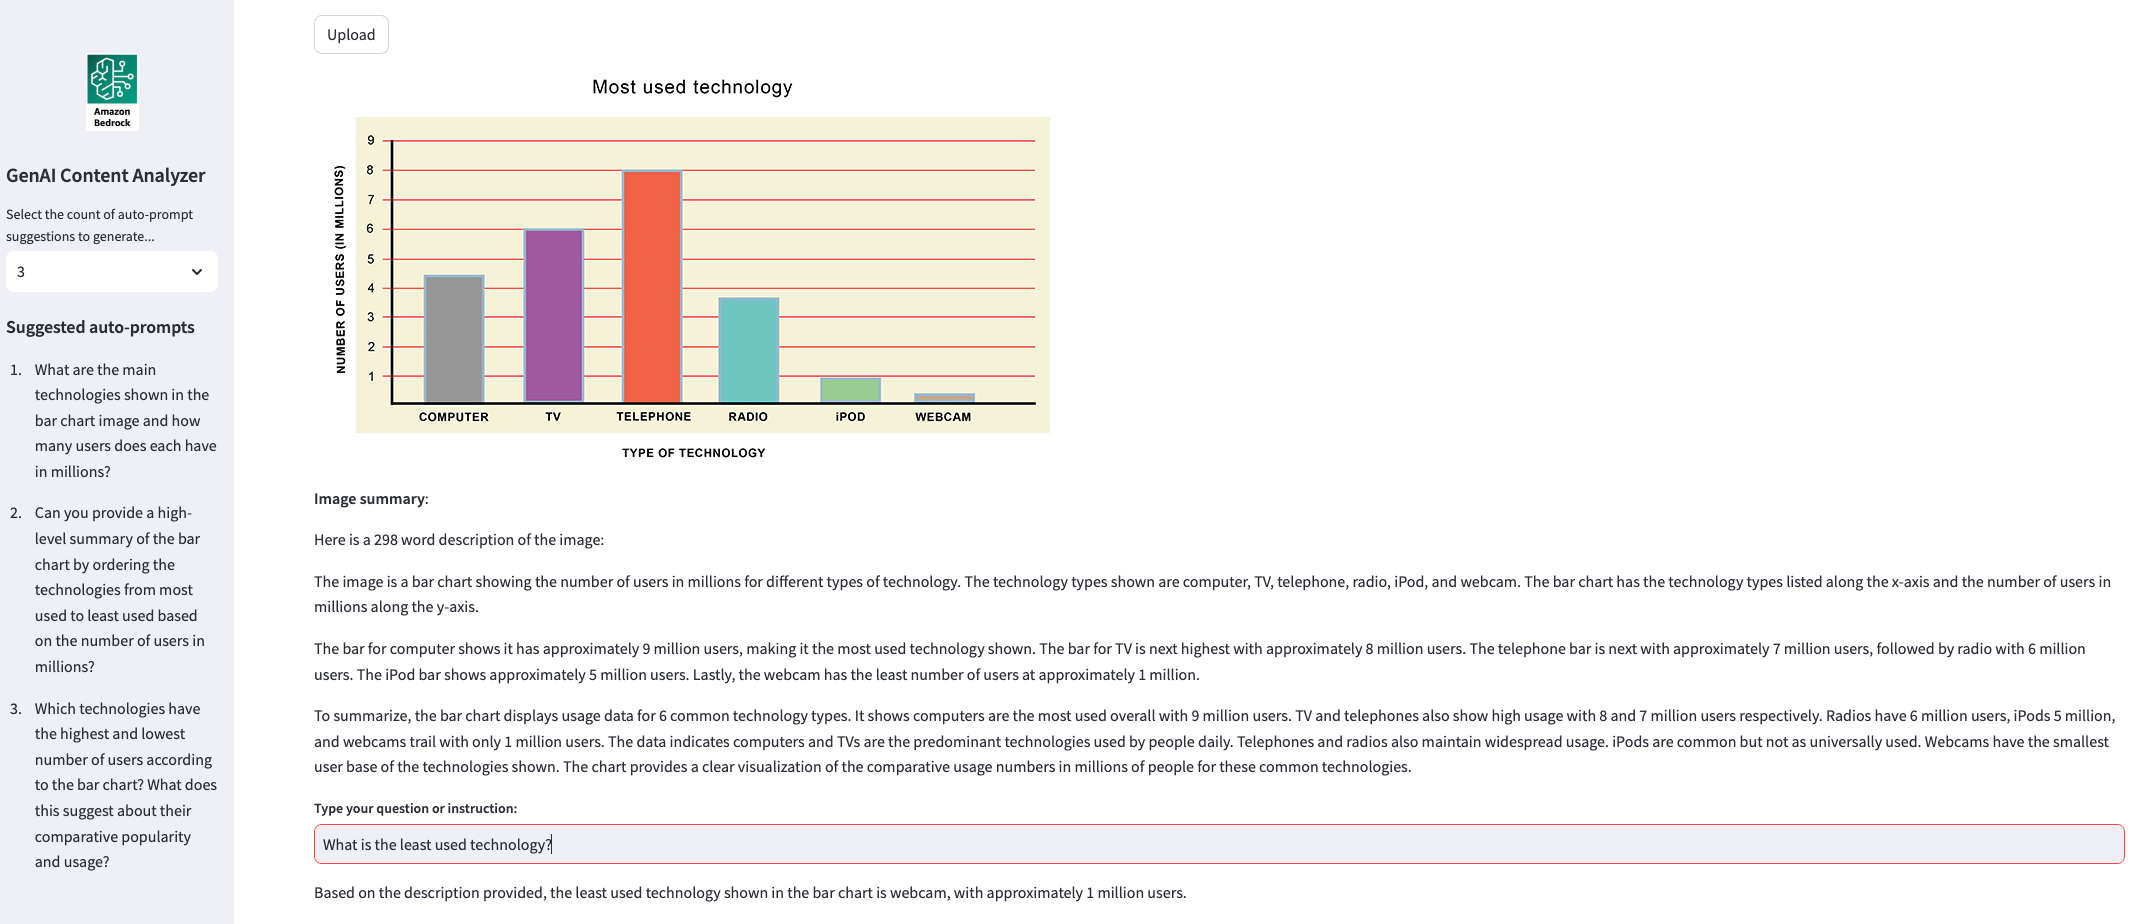 Amazon
Bedrock
GenAI Content Analyzer
Select the count of auto-prompt
suggestions to generate...
3
Suggested auto-prompts
1. What are the main
technologies shown in the
bar chart image and how
many users does each have
in millions?
2. Can you provide a high-
level summary of the bar
chart by ordering the
technologies from most
used to least used based
on the number of users in
millions?
3. Which technologies have
the highest and lowest
number of users according
to the bar chart? What does
this suggest about their
comparative popularity
and usage?
Upload
Most used technology
NUMBER OF USERS (IN MILLIONS)
9
8
7
6
5
4
3
2
1
COMPUTER TV TELEPHONE RADIO iPOD WEBCAM
TYPE OF TECHNOLOGY
Image summary:
Here is a 298 word description of the image:
The image is a bar chart showing the number of users in millions for different types of technology. The technology types shown are computer, TV, telephone, radio, iPod, and webcam. The bar chart has the technology types listed along the x-axis and the number of users in
millions along the y-axis.
The bar for computer shows it has approximately 9 million users, making it the most used technology shown. The bar for TV is next highest with approximately 8 million users. The telephone bar is next with approximately 7 million users, followed by radio with 6 million
users. The iPod bar shows approximately 5 million users. Lastly, the webcam has the least number of users at approximately 1 million.
To summarize, the bar chart displays usage data for 6 common technology types. It shows computers are the most used overall with 9 million users. TV and telephones also show high usage with 8 and 7 million users respectively. Radios have 6 million users, iPods 5 million,
and webcams trail with only 1 million users. The data indicates computers and TVs are the predominant technologies used by people daily. Telephones and radios also maintain widespread usage. iPods are common but not as universally used. Webcams have the smallest
user base of the technologies shown. The chart provides a clear visualization of the comparative usage numbers in millions of people for these common technologies.
Type your question or instruction:
What is the least used technology?
Based on the description provided, the least used technology shown in the bar chart is webcam, with approximately 1 million users.